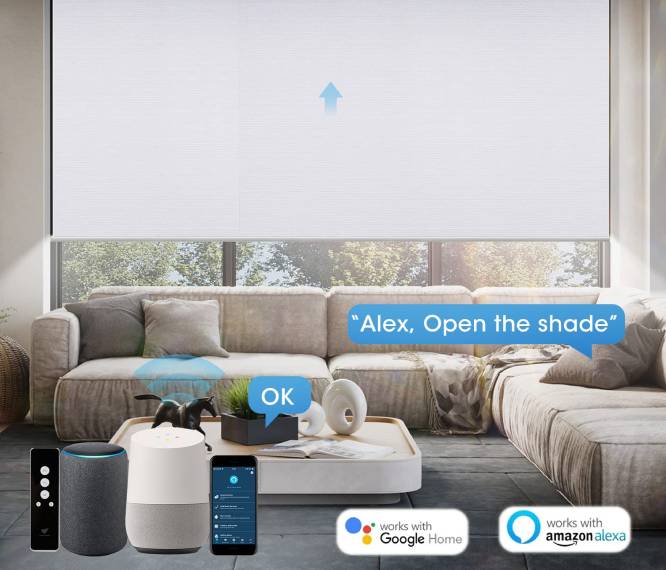 “Alex, Open the shade”
OK
works with
Google Home
works with
amazon alexa